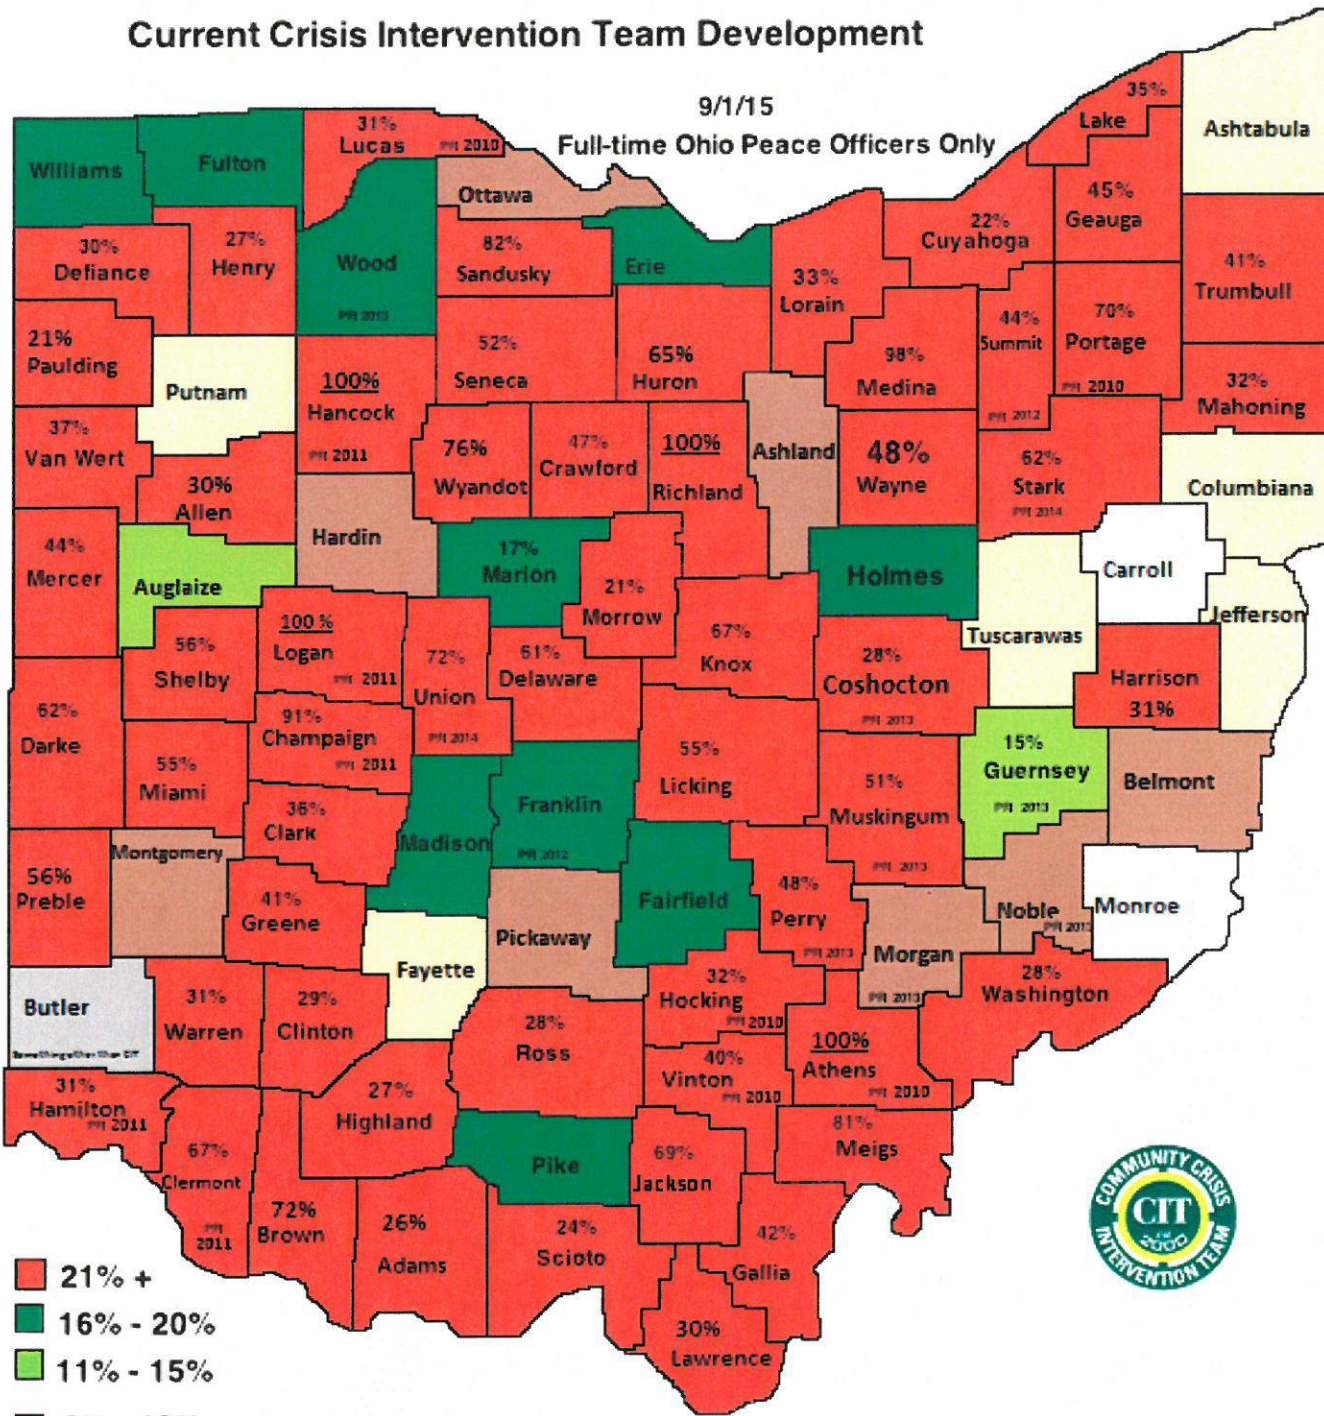 Current Crisis Intervention Team Development
9/1/15
Full-time Ohio Peace Officers Only
Williams
Fulton
31%
Lucas
PR 2010
Ottawa
35%
Lake
Ashtabula
30%
Defiance
27%
Henry
Wood
PR 2013
82%
Sandusky
Erie
33%
Lorain
22%
Cuyahoga
45%
Geauga
41%
Trumbull
21%
Paulding
Putnam
100%
Hancock
PR 2011
52%
Seneca
65%
Huron
98%
Medina
44%
Summit
PR 2012
70%
Portage
PR 2010
32%
Mahoning
37%
Van Wert
30%
Allen
76%
Wyandot
47%
Crawford
100%
Richland
Ashland
48%
Wayne
62%
Stark
PR 2014
Columbiana
44%
Mercer
Auglaize
Hardin
17%
Marion
21%
Morrow
Holmes
Carroll
Jefferson
56%
Shelby
100 %
Logan
PR 2011
72%
Union
PR 2014
61%
Delaware
67%
Knox
28%
Coshocton
PR 2013
Tuscarawas
Harrison
31%
62%
Darke
55%
Miami
91%
Champaign
PR 2011
36%
Clark
Madison
Franklin
PR 2012
55%
Licking
51%
Muskingum
PR 2013
15%
Guernsey
PR 2013
Belmont
56%
Preble
Montgomery
41%
Greene
Fayette
Pickaway
Fairfield
48%
Perry
PR 2013
Morgan
PR 2013
Noble
PR 2013
Monroe
Butler
Something other than CIT
31%
Warren
29%
Clinton
28%
Ross
32%
Hocking
PR 2010
28%
Washington
31%
Hamilton
PR 2011
67%
Clermont
PR
2011
72%
Brown
27%
Highland
Pike
40%
Vinton
PR 2010
100%
Athens
PR 2010
81%
Meigs
26%
Adams
24%
Scioto
69%
Jackson
42%
Gallia
30%
Lawrence
COMMUNITY CRISIS
CIT
2000
INTERVENTION TEAM
21% +
16% - 20%
11% - 15%